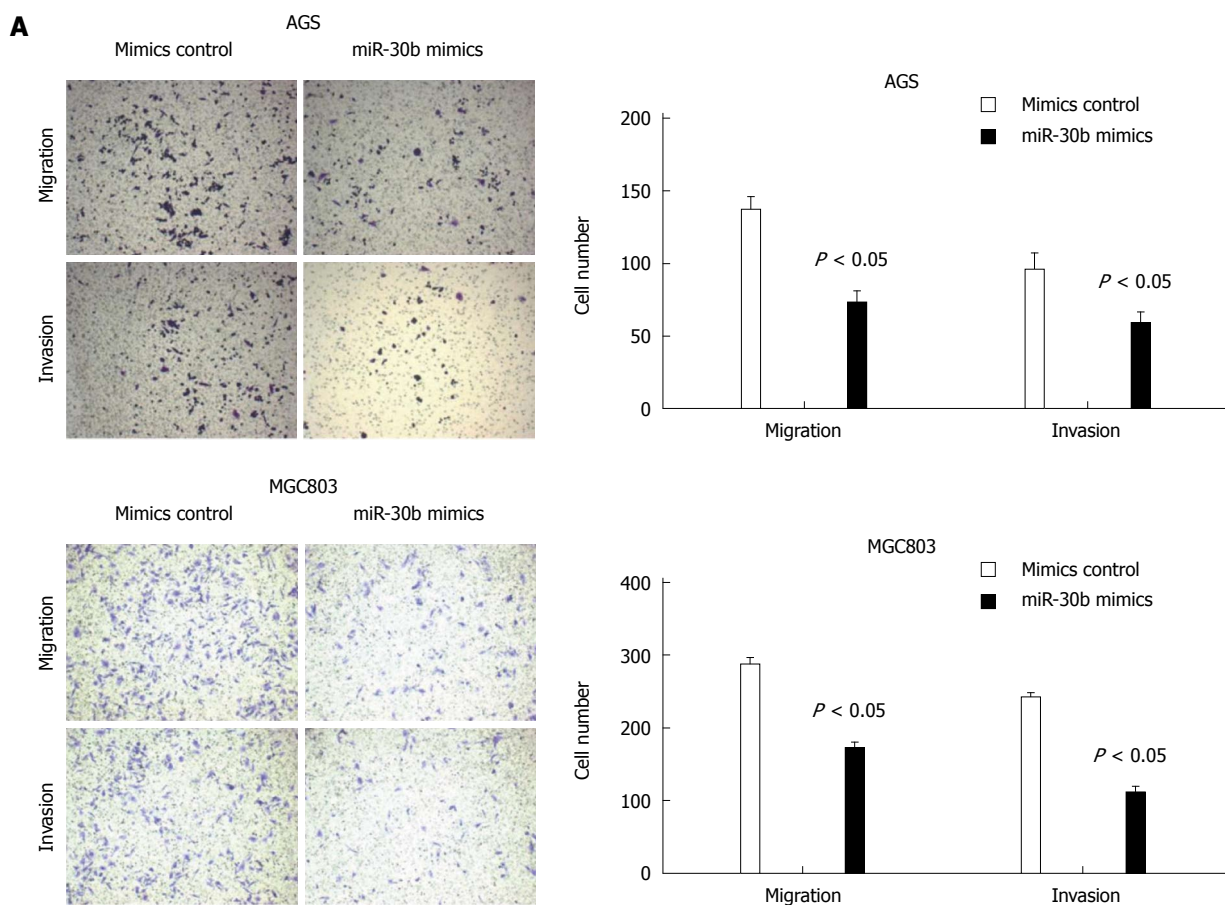 A
AGS
Mimics control
miR-30b mimics
Migration
Invasion
AGS
Mimics control
miR-30b mimics
200
150
100
50
0
Cell number
P < 0.05
P < 0.05
Migration
Invasion
MGC803
Mimics control
miR-30b mimics
Migration
Invasion
MGC803
Mimics control
miR-30b mimics
400
300
200
100
0
Cell number
P < 0.05
P < 0.05
Migration
Invasion